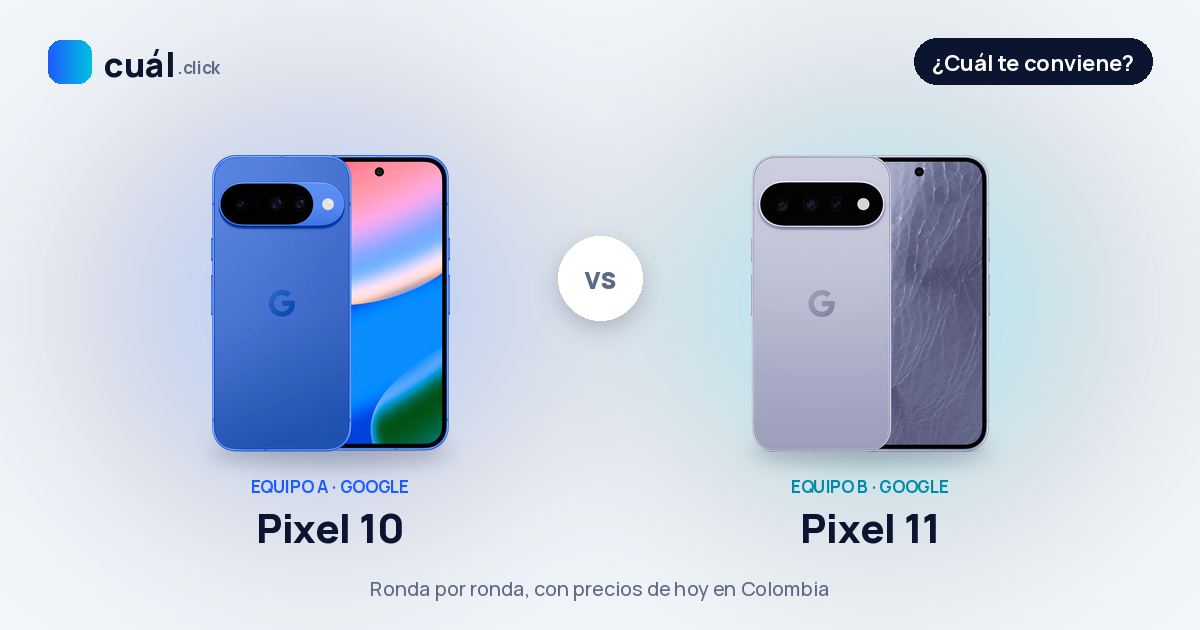 cuál.click
¿Cuál te conviene?
VS
EQUIPO A · GOOGLE
Pixel 10
EQUIPO B · GOOGLE
Pixel 11
Ronda por ronda, con precios de hoy en Colombia